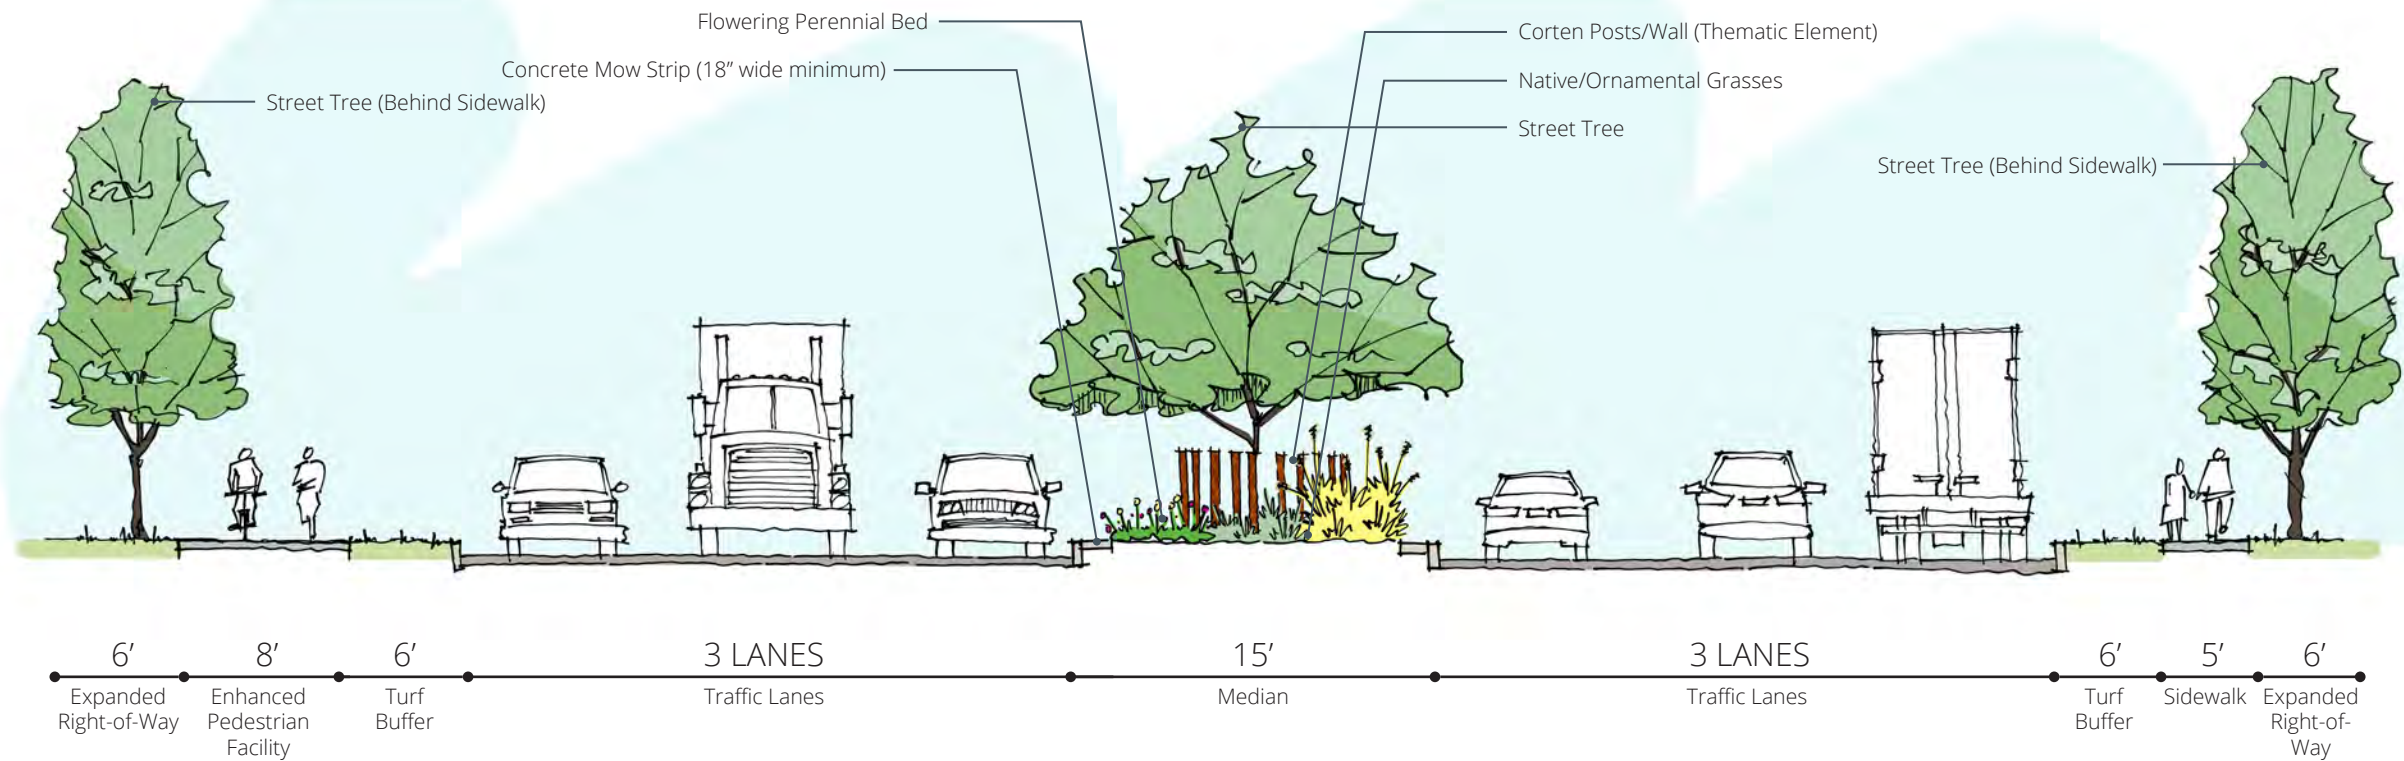 Flowering Perennial Bed
Concrete Mow Strip (18” wide minimum)
Street Tree (Behind Sidewalk)
Corten Posts/Wall (Thematic Element)
Native/Ornamental Grasses
Street Tree
Street Tree (Behind Sidewalk)
6’
Expanded
Right-of-Way
8’
Enhanced
Pedestrian
Facility
6’
Turf
Buffer
3 LANES
Traffic Lanes
15’
Median
3 LANES
Traffic Lanes
6’
Turf
Buffer
5’
Sidewalk
6’
Expanded
Right-of-
Way